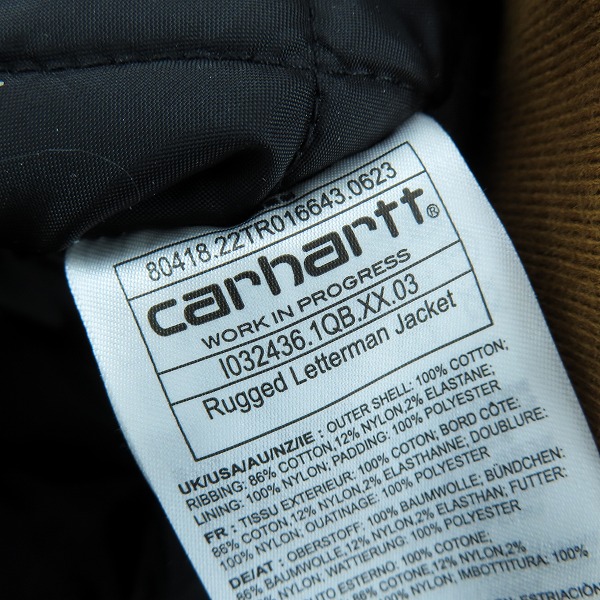 80418.22TR016643.0623
carhartt®
WORK IN PROGRESS
I032436.1QB.XX.03
Rugged Letterman Jacket
UK/USA/AU/NZ/IE : OUTER SHELL: 100% COTTON;
RIBBING: 86% COTTON,12% NYLON,2% ELASTANE;
LINING: 100% NYLON; PADDING: 100% POLYESTER
FR : TISSU EXTERIEUR: 100% COTON; BORD CÔTE:
86% COTON,12% NYLON,2% ELASTHANNE; DOUBLURE:
100% NYLON; OUATINAGE: 100% POLYESTER
DE/AT : OBERSTOFF: 100% BAUMWOLLE; BÜNDCHEN:
86% BAUMWOLLE,12% NYLON,2% ELASTHAN; FUTTER:
100% NYLON; WATTIERUNG: 100% POLYESTER
ESTO ESTERNO: 100% COTONE;
COTONE,12% NYLON,2%
100% NYLON; IMBOTTITURA: 100%